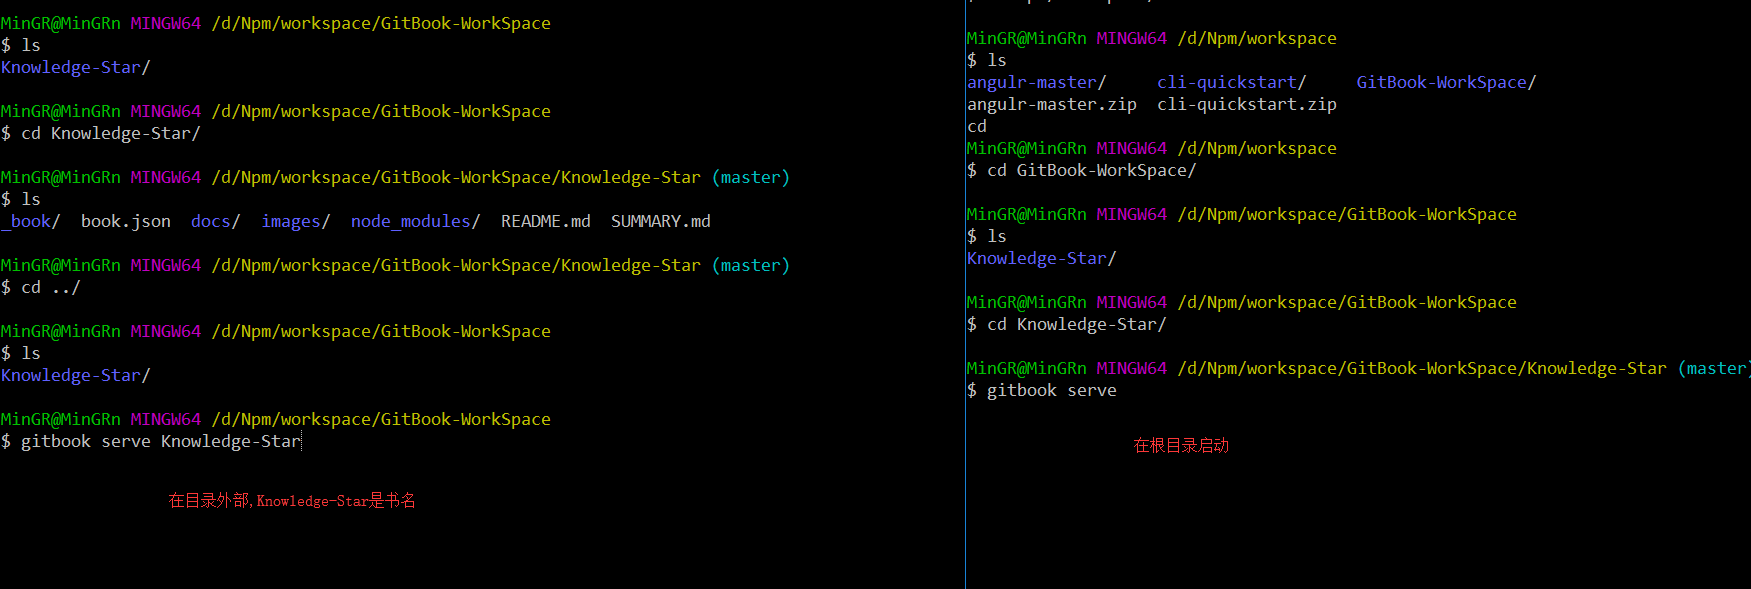 MinGR@MinGRn MINGW64 /d/Npm/workspace/GitBook-WorkSpace
$ ls
Knowledge-Star/
MinGR@MinGRn MINGW64 /d/Npm/workspace/GitBook-WorkSpace
$ cd Knowledge-Star/
MinGR@MinGRn MINGW64 /d/Npm/workspace/GitBook-WorkSpace/Knowledge-Star (master)
$ ls
_book/  book.json  docs/  images/  node_modules/  README.md  SUMMARY.md
MinGR@MinGRn MINGW64 /d/Npm/workspace/GitBook-WorkSpace/Knowledge-Star (master)
$ cd ../
MinGR@MinGRn MINGW64 /d/Npm/workspace/GitBook-WorkSpace
$ ls
Knowledge-Star/
MinGR@MinGRn MINGW64 /d/Npm/workspace/GitBook-WorkSpace
$ gitbook serve Knowledge-Star
在目录外部,Knowledge-Star是书名
MinGR@MinGRn MINGW64 /d/Npm/workspace
$ ls
angulr-master/     cli-quickstart/     GitBook-WorkSpace/
angulr-master.zip  cli-quickstart.zip
cd
MinGR@MinGRn MINGW64 /d/Npm/workspace
$ cd GitBook-WorkSpace/
MinGR@MinGRn MINGW64 /d/Npm/workspace/GitBook-WorkSpace
$ ls
Knowledge-Star/
MinGR@MinGRn MINGW64 /d/Npm/workspace/GitBook-WorkSpace
$ cd Knowledge-Star/
MinGR@MinGRn MINGW64 /d/Npm/workspace/GitBook-WorkSpace/Knowledge-Star (master)
$ gitbook serve
在根目录启动